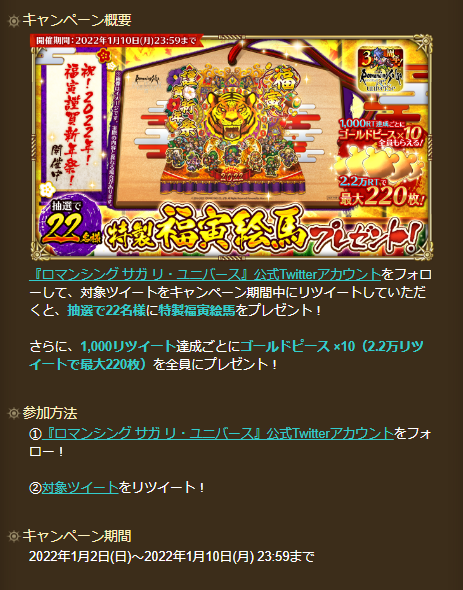 キャンペーン概要
開催期間：2022年1月10日(月)23:59まで
祝！2022年！
福寅謹賀新年祭！
開催中
3周年
Romancing SaGa
universe
福寅
謹賀新年
2022
1,000RT達成ごとに
ゴールドピース×10
全員もらえる！
2.2万RTで
最大220枚！
抽選で
22名様
特製福寅絵馬プレゼント！
『ロマンシング サガ リ・ユニバース』公式Twitterアカウントをフォロ
ーして、対象ツイートをキャンペーン期間中にリツイートしていただ
くと、抽選で22名様に特製福寅絵馬をプレゼント！
さらに、1,000リツイート達成ごとにゴールドピース ×10（2.2万リツ
イートで最大220枚）を全員にプレゼント！
参加方法
①『ロマンシング サガ リ・ユニバース』公式Twitterアカウントをフォ
ロー！
②対象ツイートをリツイート！
キャンペーン期間
2022年1月2日(日)～2022年1月10日(月) 23:59まで